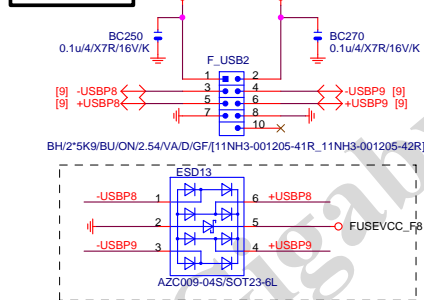 BC250
0.1u/4/X7R/16V/K
BC270
0.1u/4/X7R/16V/K
F_USB2
1 2
[9] -USBP8 3 4 -USBP9 [9]
[9] +USBP8 5 6 +USBP9 [9]
7 8
10
BH/2*5K9/BU/ON/2.54/VA/D/GF/[11NH3-001205-41R_11NH3-001205-42R]
ESD13
-USBP8 1 6 +USBP8
2 5 FUSEVCC_F8
-USBP9 3 4 +USBP9
AZC009-04S/SOT23-6L
Gigaby